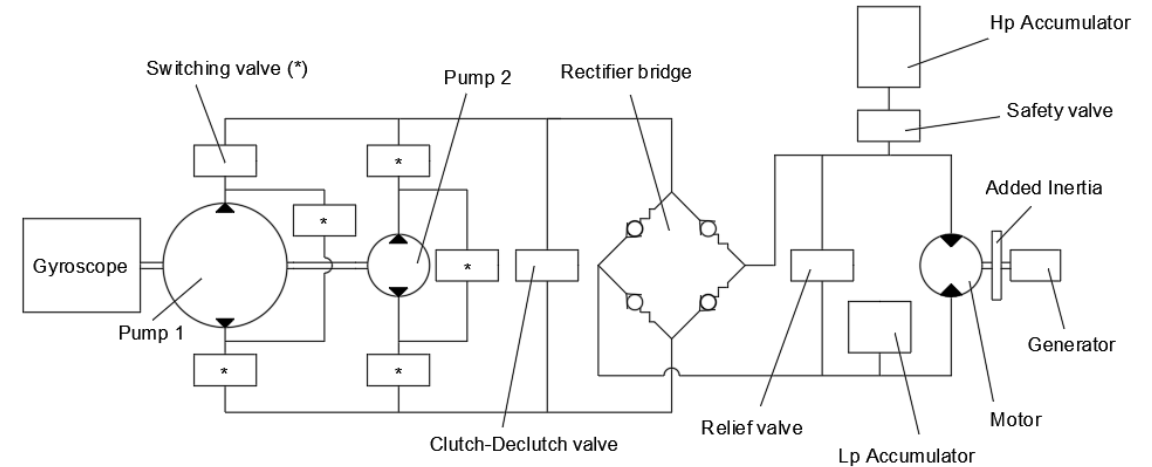 Hp Accumulator
Switching valve (*)
Pump 2
Rectifier bridge
Safety valve
*
Added Inertia
*
Gyroscope
*
Pump 1
Generator
*
*
Relief valve
Motor
Clutch-Declutch valve
Lp Accumulator